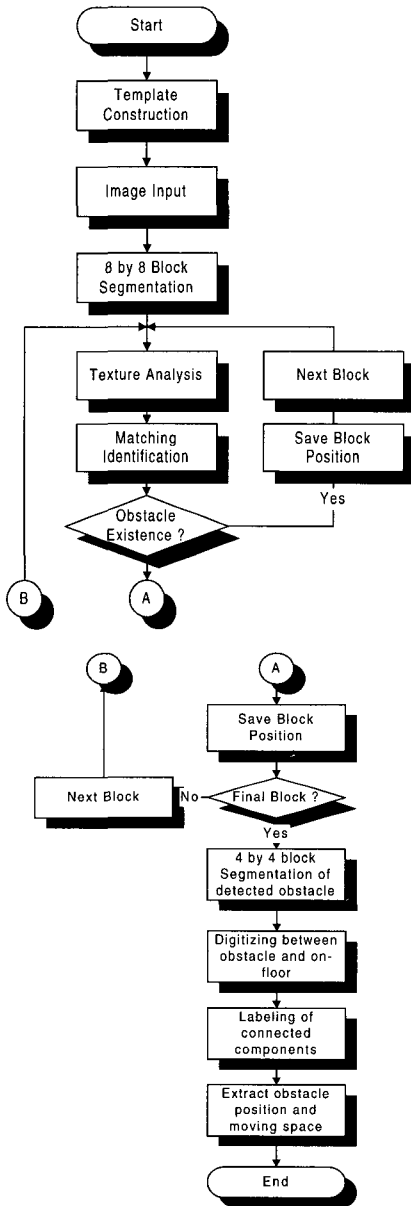 Start
Template
Construction
Image Input
8 by 8 Block
Segmentation
Texture Analysis
Next Block
Matching
Identification
Save Block
Position
Yes
Obstacle
Existence ?
B
A
B
A
Save Block
Position
Next Block
No
Final Block ?
Yes
4 by 4 block
Segmentation of
detected obstacle
Digitizing between
obstacle and on-
floor
Labeling of
connected
components
Extract obstacle
position and
moving space
End